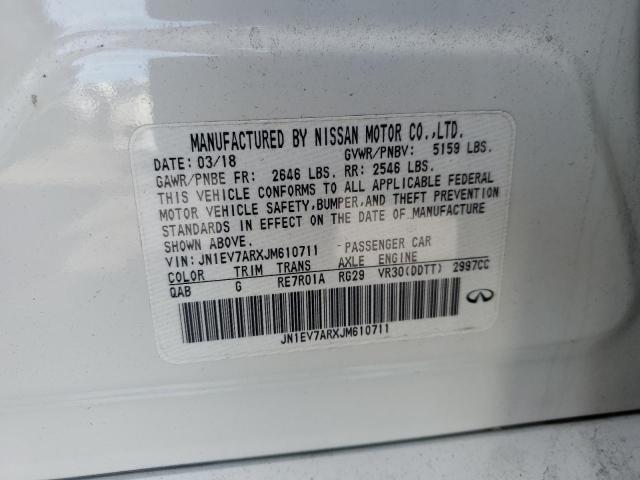 MANUFACTURED BY NISSAN MOTOR CO.,LTD.
DATE: 03/18 GVWR/PNBV: 5159 LBS.
GAWR/PNBE FR: 2646 LBS. RR: 2546 LBS.
THIS VEHICLE CONFORMS TO ALL APPLICABLE FEDERAL
MOTOR VEHICLE SAFETY,BUMPER,AND THEFT PREVENTION
STANDARDS IN EFFECT ON THE DATE OF MANUFACTURE
SHOWN ABOVE.
VIN: JN1EV7ARXJM610711 PASSENGER CAR
COLOR TRIM TRANS AXLE ENGINE
QAB G RE7R01A RG29 VR30(DDTT) 2997CC
JN1EV7ARXJM610711